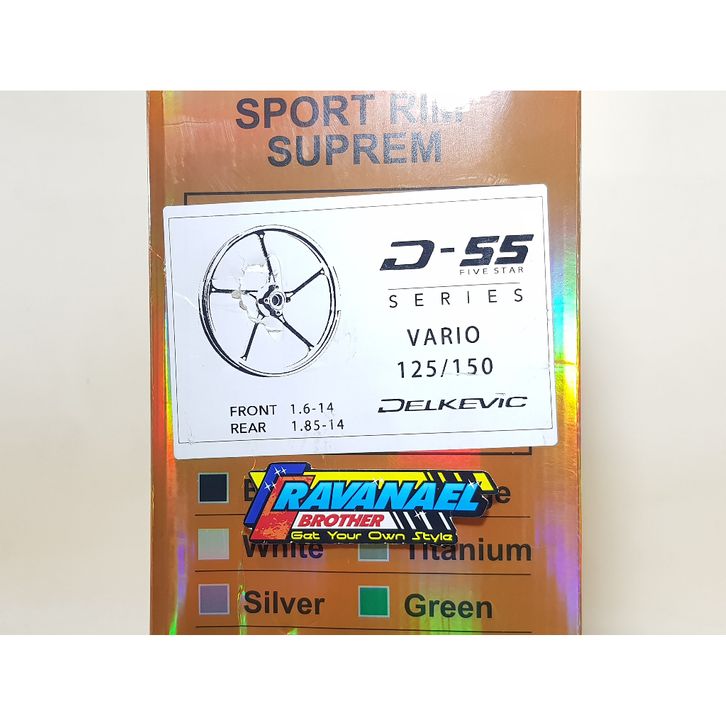 SPORT RIM
SUPREM
D-55
FIVE STAR
SERIES
VARIO
125/150
FRONT 1.6-14
REAR 1.85-14
DELKEVIC
RAVANAEL
BROTHER
Get Your Own Style
White
Titanium
Silver
Green